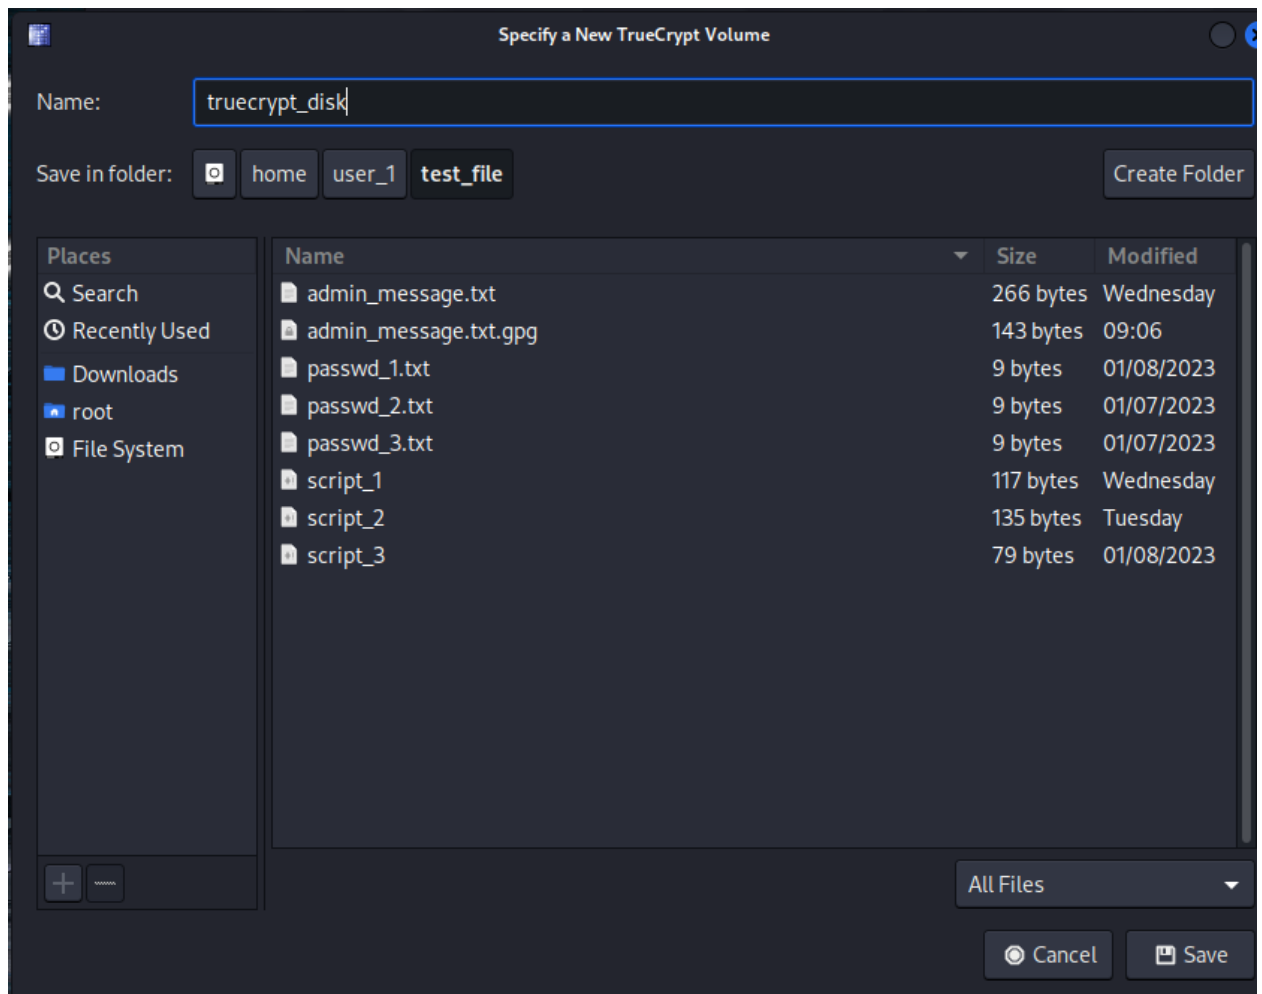 Specify a New TrueCrypt Volume
Name: truecrypt_disk
Save in folder: home user_1 test_file Create Folder
Places
Search
Recently Used
Downloads
root
File System
Name Size Modified
admin_message.txt 266 bytes Wednesday
admin_message.txt.gpg 143 bytes 09:06
passwd_1.txt 9 bytes 01/08/2023
passwd_2.txt 9 bytes 01/07/2023
passwd_3.txt 9 bytes 01/07/2023
script_1 117 bytes Wednesday
script_2 135 bytes Tuesday
script_3 79 bytes 01/08/2023
All Files
Cancel Save